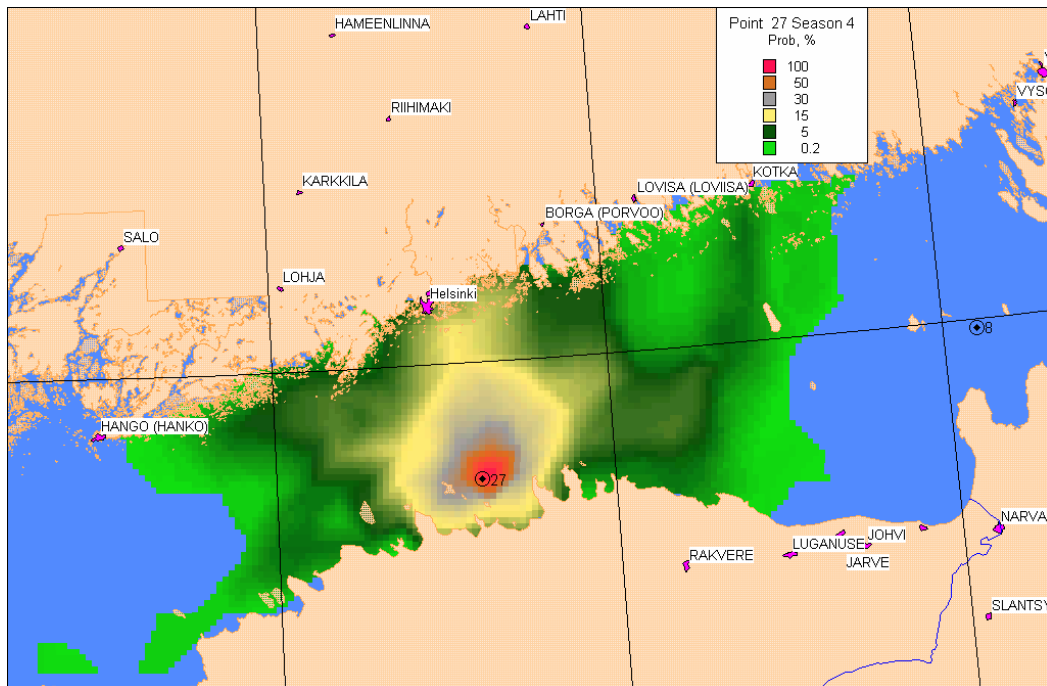 LAHTI
HAMEENLINNA
Point 27 Season 4
Prob, %
100
50
30
15
5
0.2
RIIHIMAKI
KOTKA
KARKKILA
LOVISA (LOVIISA)
BORGA (PORVOO)
SALO
LOHJA
Helsinki
8
HANGO (HANKO)
27
NARVA
LUGANUSE
JOHVI
RAKVERE
JARVE
SLANTSY